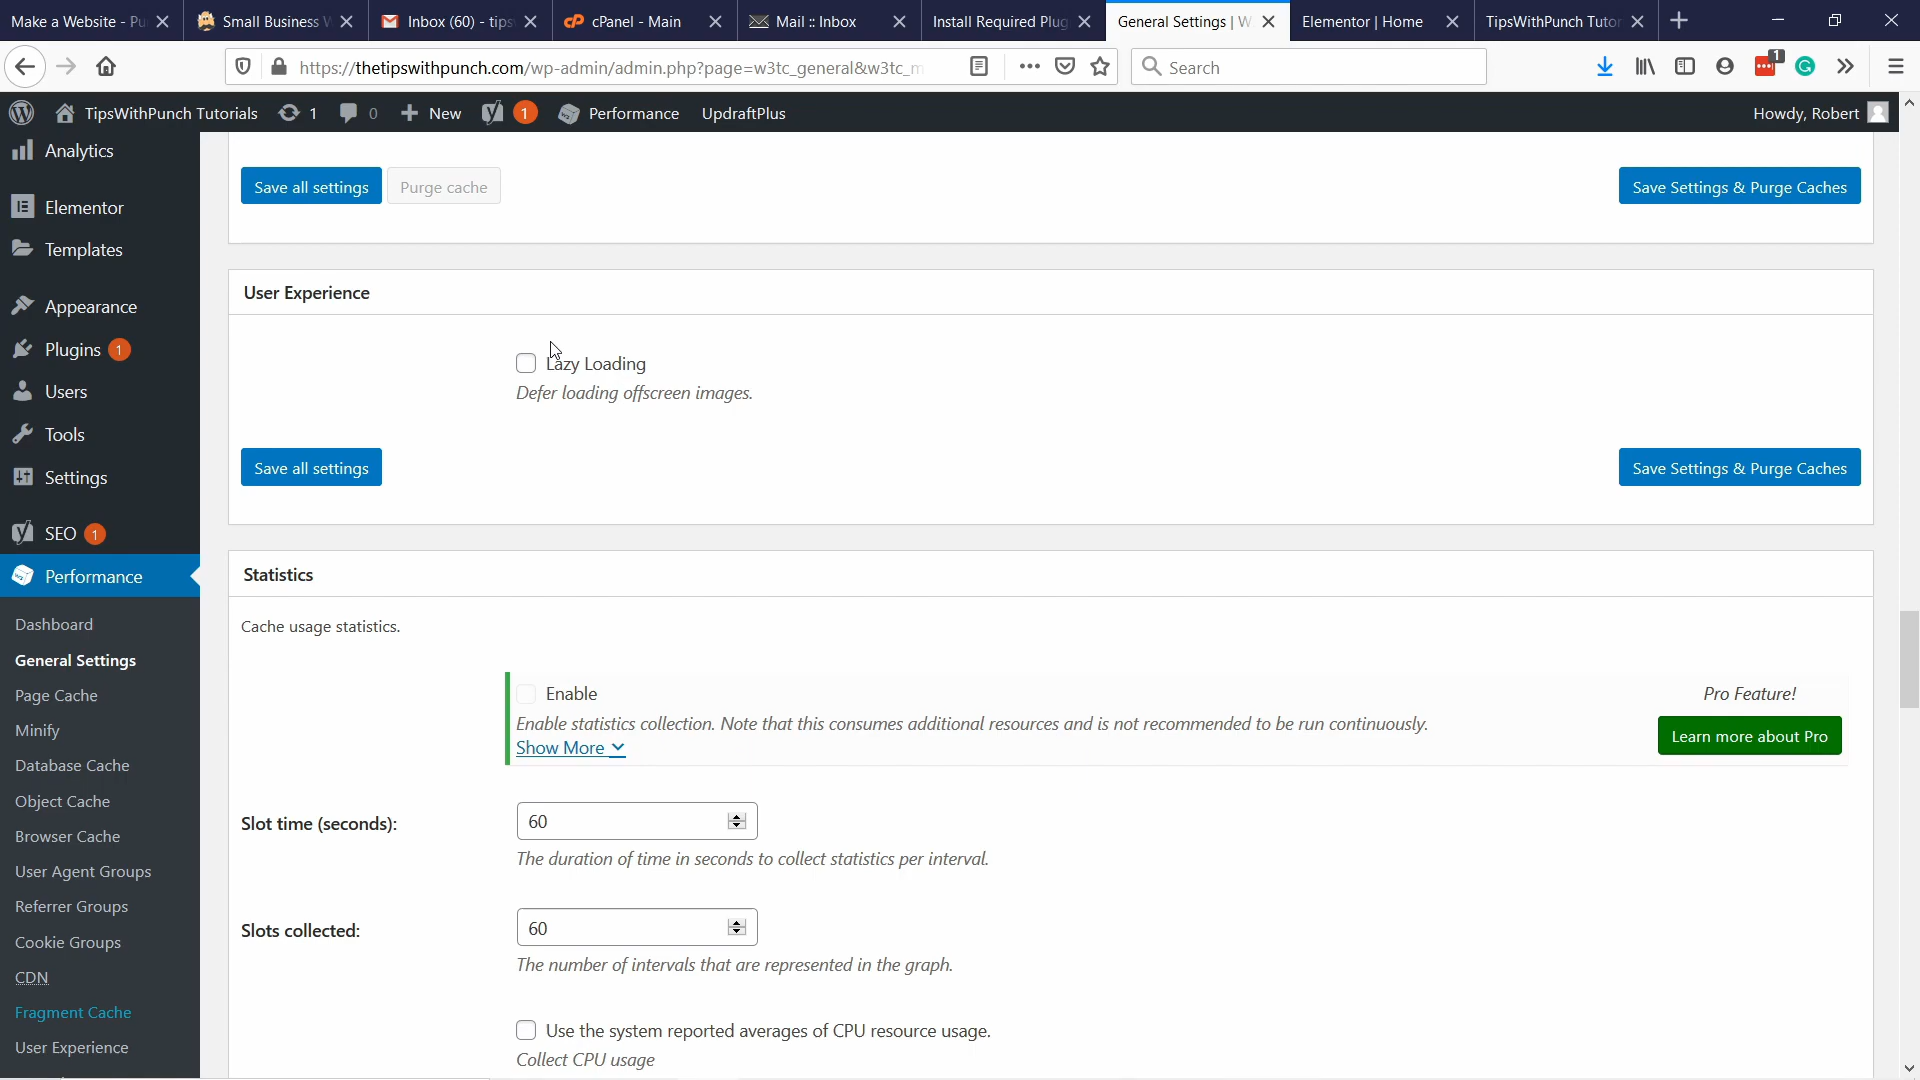 Make a Website - Pu
Small Business W
Inbox (60) - tips
cPanel - Main
Mail :: Inbox
Install Required Plug
General Settings | W
Elementor | Home
TipsWithPunch Tutor
https://thetipswithpunch.com/wp-admin/admin.php?page=w3tc_general&w3tc_m
Search
1
TipsWithPunch Tutorials
1
0
New
1
Performance
UpdraftPlus
Howdy, Robert
Analytics
Elementor
Templates
Appearance
Plugins 1
Users
Tools
Settings
SEO 1
Performance
Dashboard
General Settings
Page Cache
Minify
Database Cache
Object Cache
Browser Cache
User Agent Groups
Referrer Groups
Cookie Groups
CDN
Fragment Cache
User Experience
Save all settings
Purge cache
Save Settings & Purge Caches
User Experience
Lazy Loading
Defer loading offscreen images.
Save all settings
Save Settings & Purge Caches
Statistics
Cache usage statistics.
Enable
Pro Feature!
Enable statistics collection. Note that this consumes additional resources and is not recommended to be run continuously.
Show More
Learn more about Pro
Slot time (seconds):
60
The duration of time in seconds to collect statistics per interval.
Slots collected:
60
The number of intervals that are represented in the graph.
Use the system reported averages of CPU resource usage.
Collect CPU usage